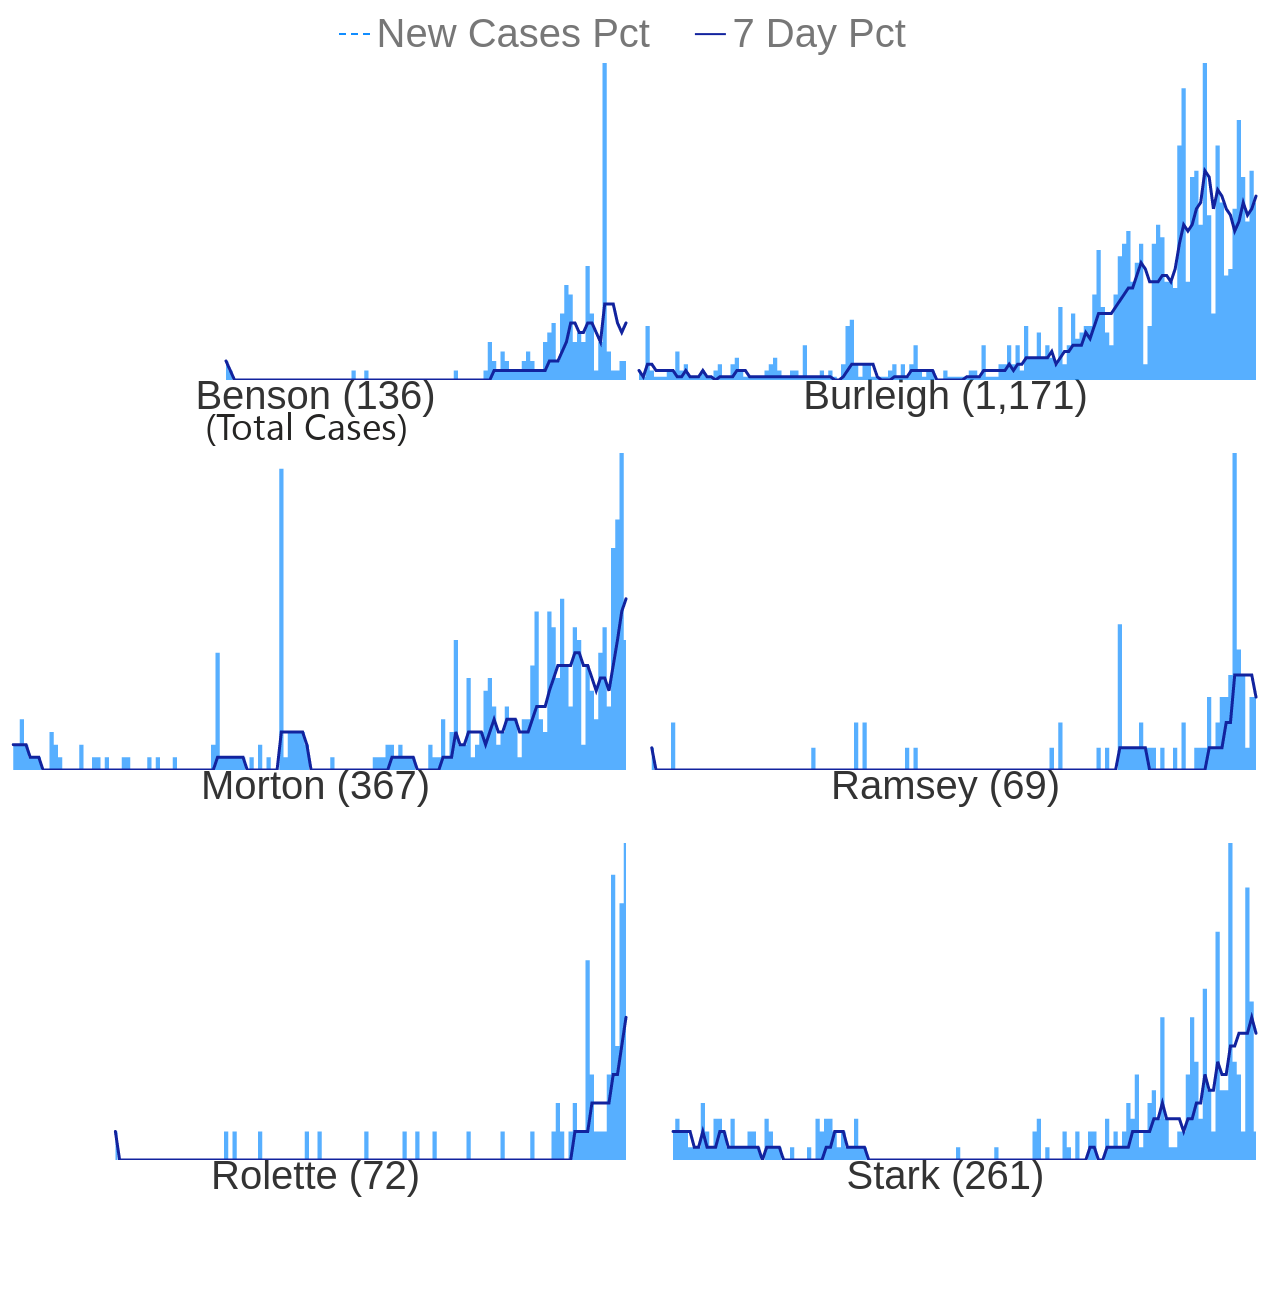 New Cases Pct 7 Day Pct
Benson (136) Burleigh (1,171)
(Total Cases)
Morton (367) Ramsey (69)
Rolette (72) Stark (261)